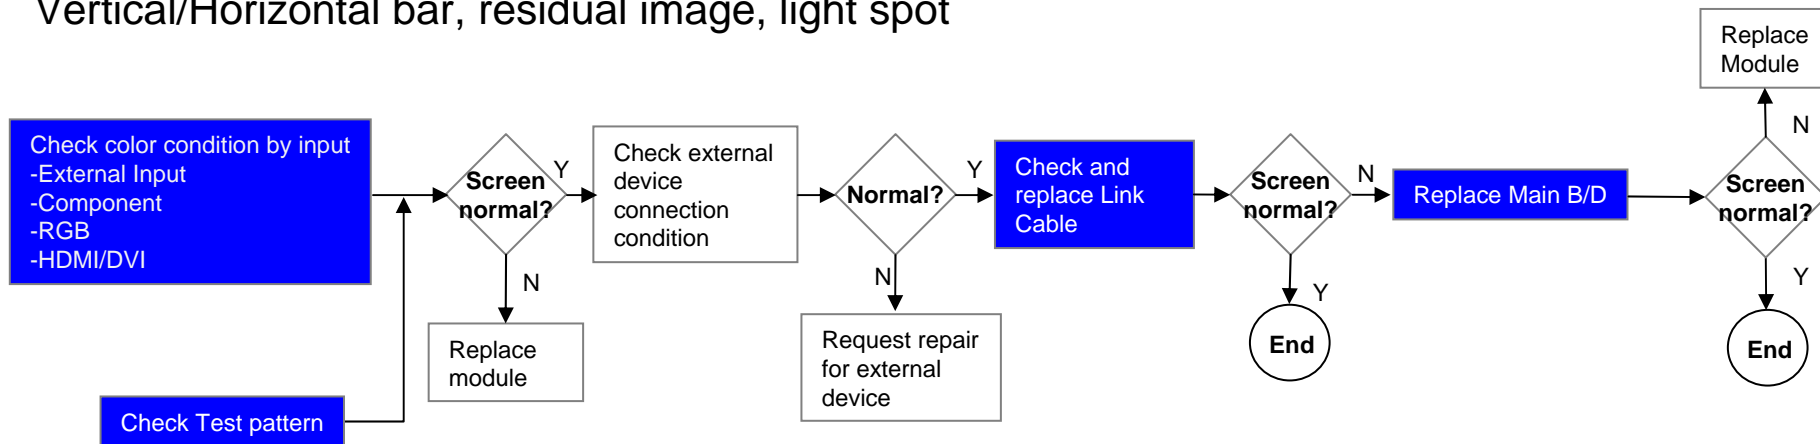 Vertical/Horizontal bar, residual image, light spot
Check color condition by input
-External Input
-Component
-RGB
-HDMI/DVI
Check Test pattern
Screen
normal?
Y
N
Replace
module
Check external
device
connection
condition
Normal?
Y
N
Request repair
for external
device
Check and
replace Link
Cable
Screen
normal?
N
Y
End
Replace Main B/D
Screen
normal?
N
Replace
Module
Y
End